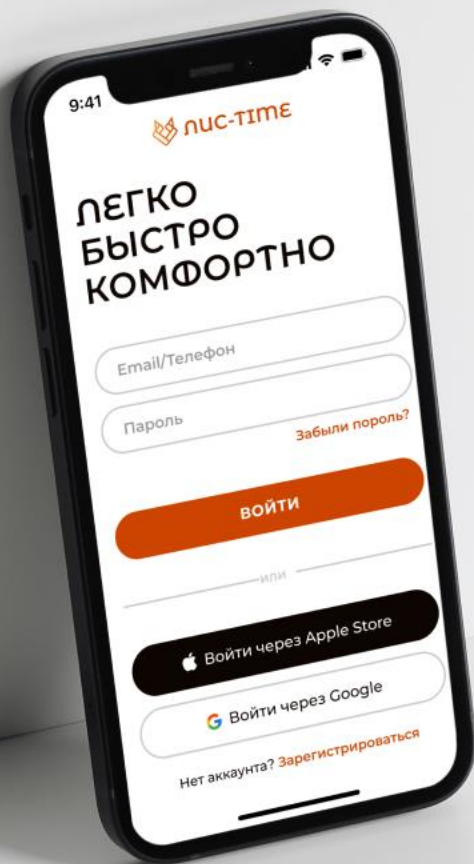 9:41
ЛИС-TIME
ЛЕГКО
БЫСТРО
КОМФОРТНО
Email/Телефон
Пароль
Забыли пороль?
ВОЙТИ
или
Войти через Apple Store
Войти через Google
Нет аккаунта? Зарегистрироваться